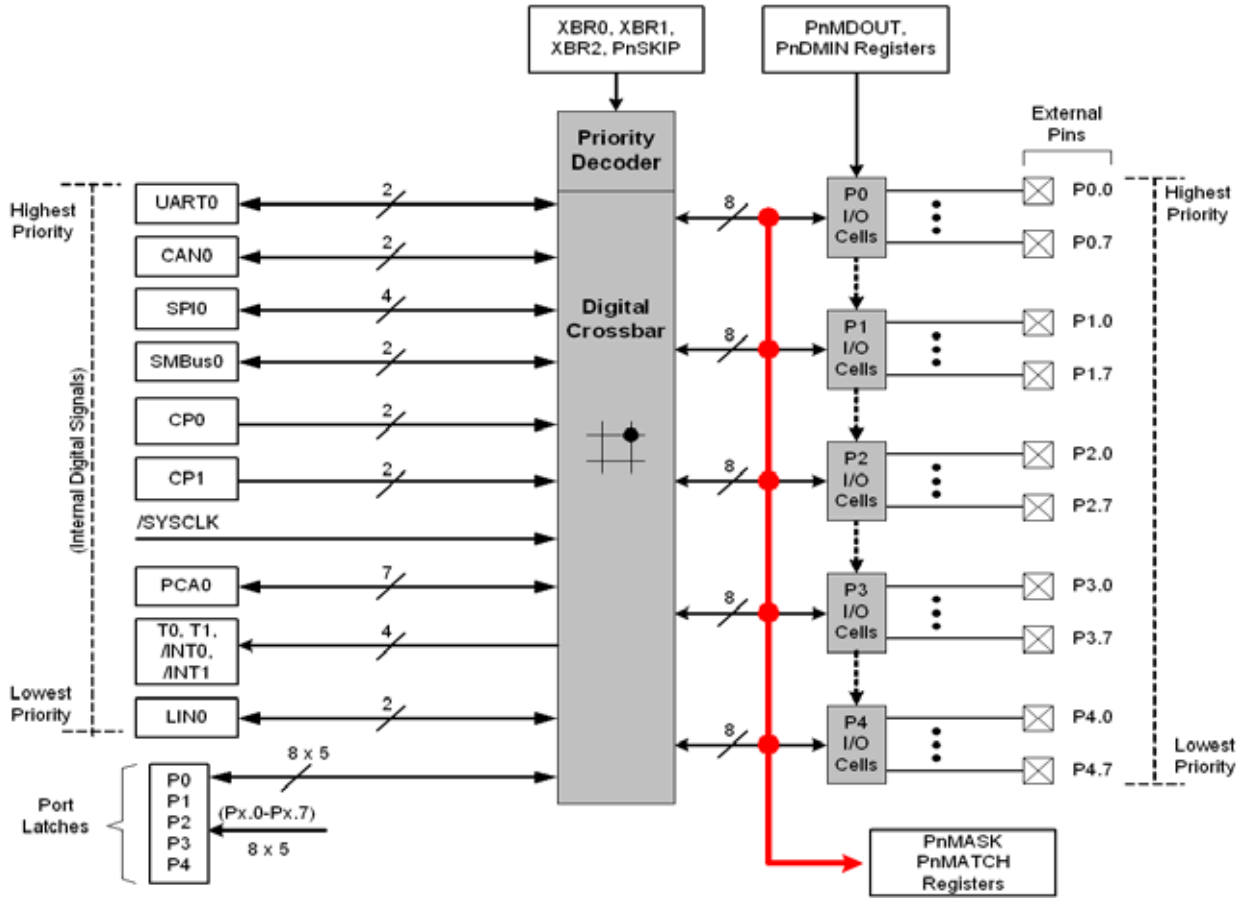 XBR0, XBR1,
XBR2, PnSKIP
PnMDOUT,
PnDMIN Registers
External
Pins
Priority
Decoder
Highest
Priority
UART0
2
8
P0
I/O
Cells
P0.0
P0.7
Highest
Priority
CAN0
2
SPI0
4
Digital
Crossbar
8
P1
I/O
Cells
P1.0
P1.7
SMBus0
2
(Internal Digital Signals)
CP0
2
CP1
2
8
P2
I/O
Cells
P2.0
P2.7
/SYSCLK
PCA0
7
8
P3
I/O
Cells
P3.0
P3.7
T0, T1,
/INT0,
/INT1
4
Lowest
Priority
LIN0
2
8
P4
I/O
Cells
P4.0
P4.7
Lowest
Priority
Port
Latches
P0
P1
P2
P3
P4
8 x 5
(Px.0-Px.7)
8 x 5
PnMASK
PnMATCH
Registers